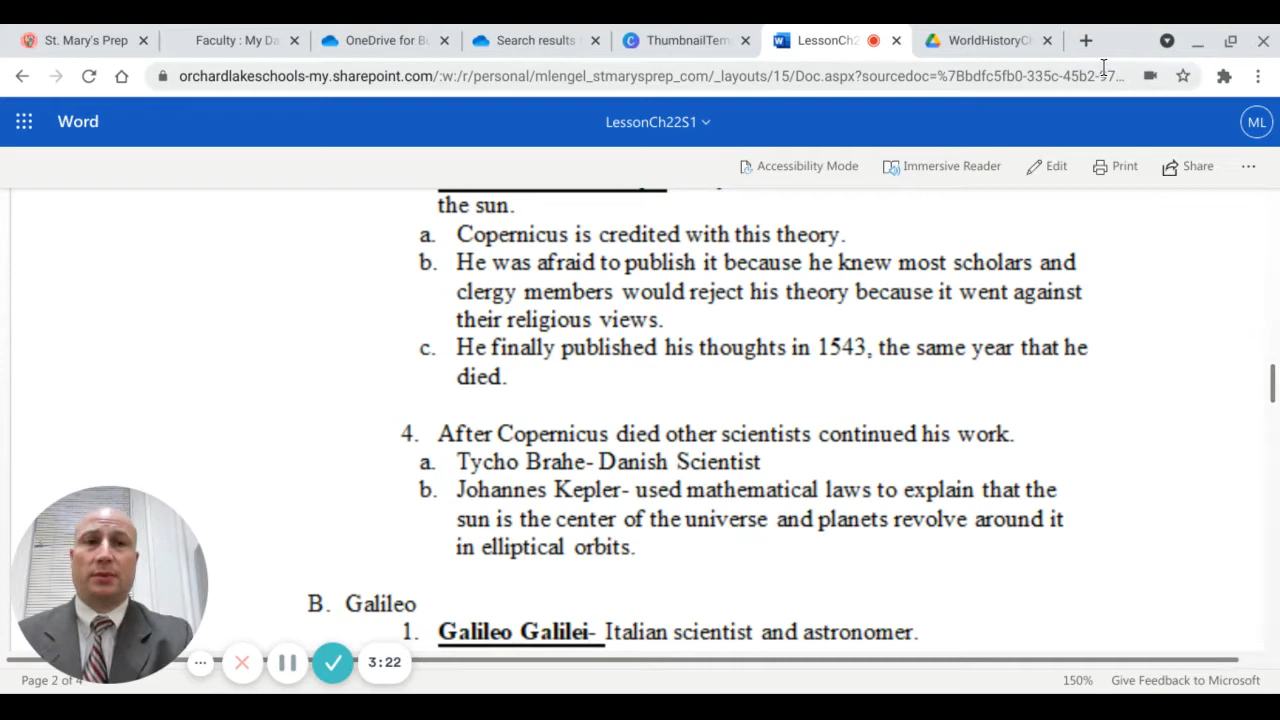 St. Mary's Prep
Faculty : My Da
OneDrive for Bu
Search results
ThumbnailTem
LessonCh2
WorldHistoryCh
orchardlakeschools-my.sharepoint.com/:w:/r/personal/mlengel_stmarysprep_com/_layouts/15/Doc.aspx?sourcedoc=%7Bbdfc5fb0-335c-45b2-
Word
LessonCh22S1
ML
Accessibility Mode
Immersive Reader
Edit
Print
Share
the sun.
a. Copernicus is credited with this theory.
b. He was afraid to publish it because he knew most scholars and
clergy members would reject his theory because it went against
their religious views.
c. He finally published his thoughts in 1543, the same year that he
died.
4. After Copernicus died other scientists continued his work.
a. Tycho Brahe- Danish Scientist
b. Johannes Kepler- used mathematical laws to explain that the
sun is the center of the universe and planets revolve around it
in elliptical orbits.
B. Galileo
1. Galileo Galilei- Italian scientist and astronomer.
3:22
Page 2 of 4
150%
Give Feedback to Microsoft